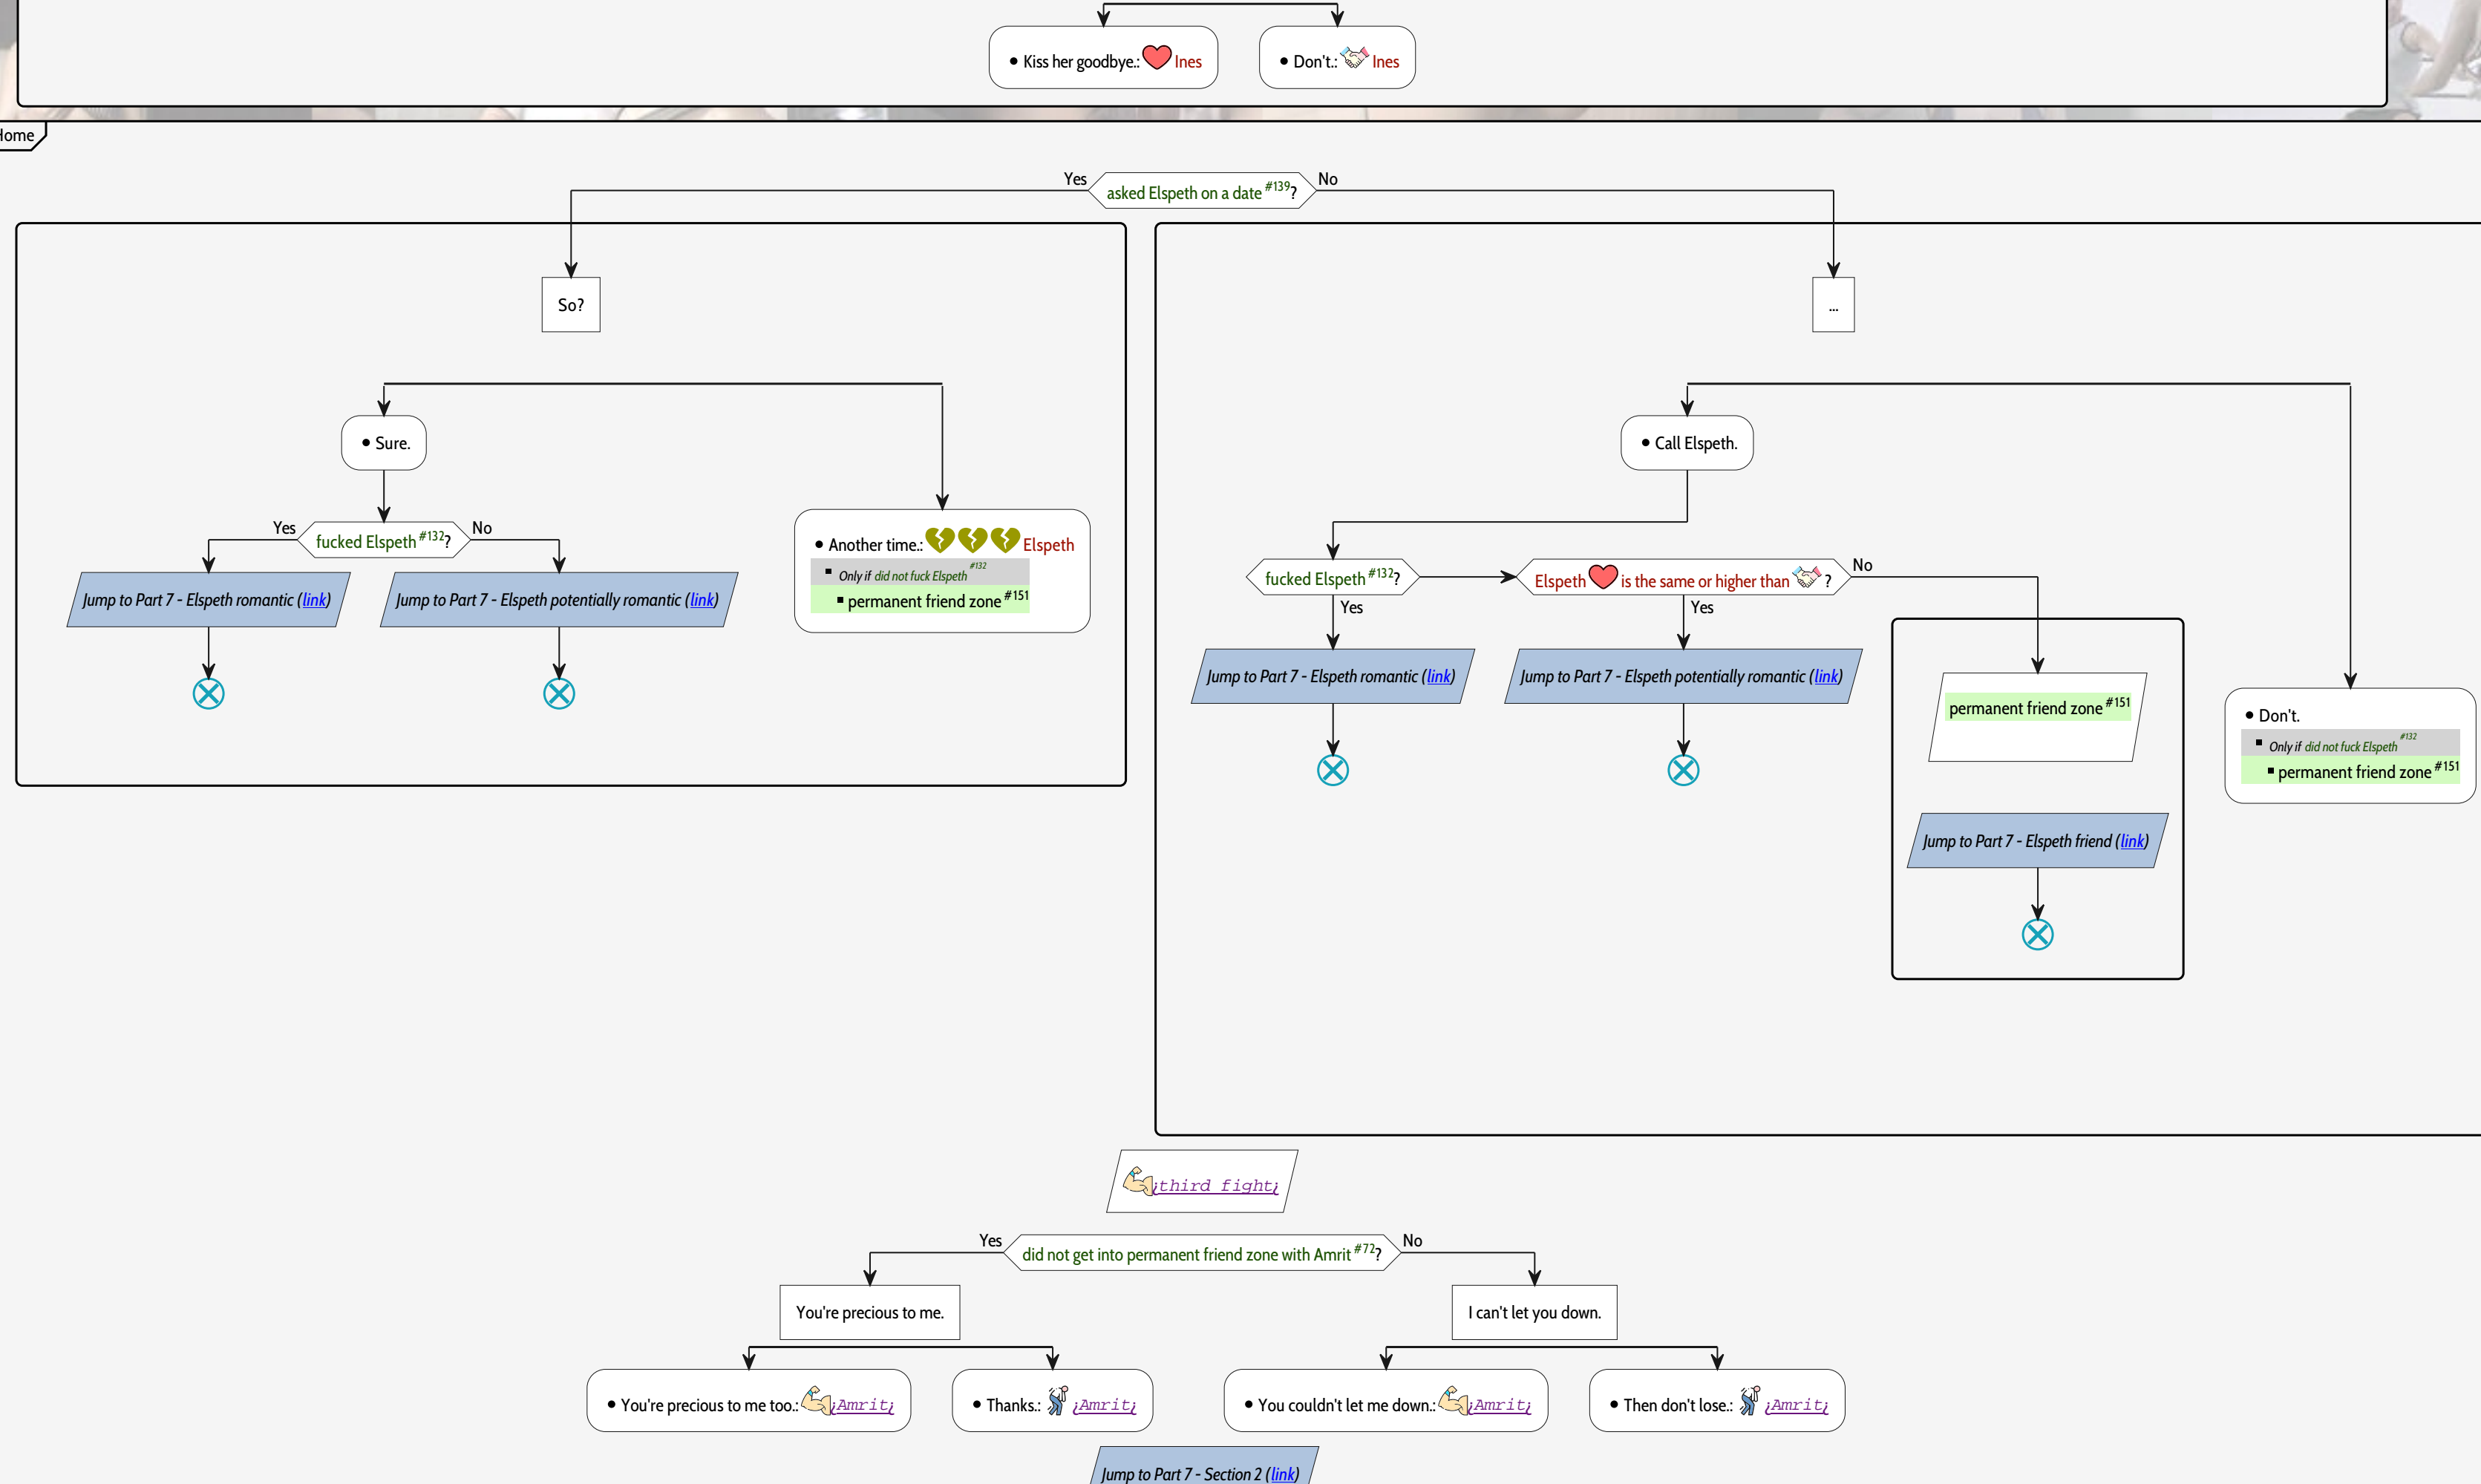 • Kiss her goodbye.: Ines
• Don't.: Ines
Home
Yes
asked Elspeth on a date #139?
No
So?
...
• Sure.
• Call Elspeth.
Yes
fucked Elspeth #132?
No
• Another time.: Elspeth
▪ Only if did not fuck Elspeth #132
▪ permanent friend zone #151
Jump to Part 7 - Elspeth romantic (link)
Jump to Part 7 - Elspeth potentially romantic (link)
fucked Elspeth #132?
Yes
Elspeth is the same or higher than ?
Yes
No
Jump to Part 7 - Elspeth romantic (link)
Jump to Part 7 - Elspeth potentially romantic (link)
permanent friend zone #151
Jump to Part 7 - Elspeth friend (link)
• Don't.
▪ Only if did not fuck Elspeth #132
▪ permanent friend zone #151
¿third fight¿
Yes
did not get into permanent friend zone with Amrit #72?
No
You're precious to me.
I can't let you down.
• You're precious to me too.: ¿Amrit¿
• Thanks.: ¿Amrit¿
• You couldn't let me down.: ¿Amrit¿
• Then don't lose.: ¿Amrit¿
Jump to Part 7 - Section 2 (link)